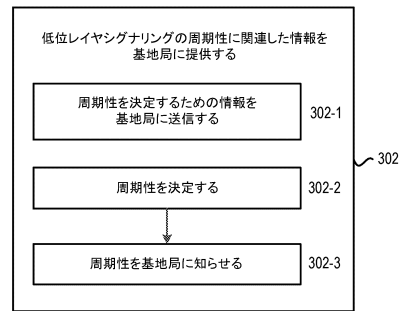 低位レイヤシグナリングの周期性に関連した情報を
基地局に提供する
周期性を決定するための情報を
基地局に送信する
302-1
302
周期性を決定する
302-2
周期性を基地局に知らせる
302-3